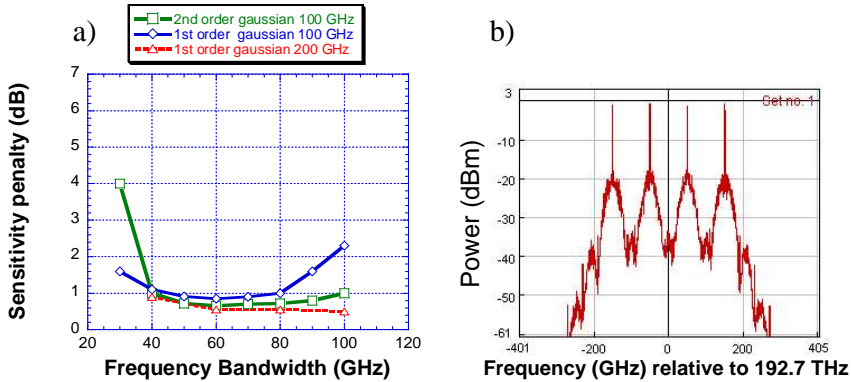 a)
2nd order gaussian 100 GHz
1st order gaussian 100 GHz
1st order gaussian 200 GHz
Sensitivity penalty (dB)
7
6
5
4
3
2
1
0
20 40 60 80 100 120
Frequency Bandwidth (GHz)
b)
Set no. 1
Power (dBm)
3
-10
-20
-30
-40
-50
-61
-401 -200 0 200 405
Frequency (GHz) relative to 192.7 THz